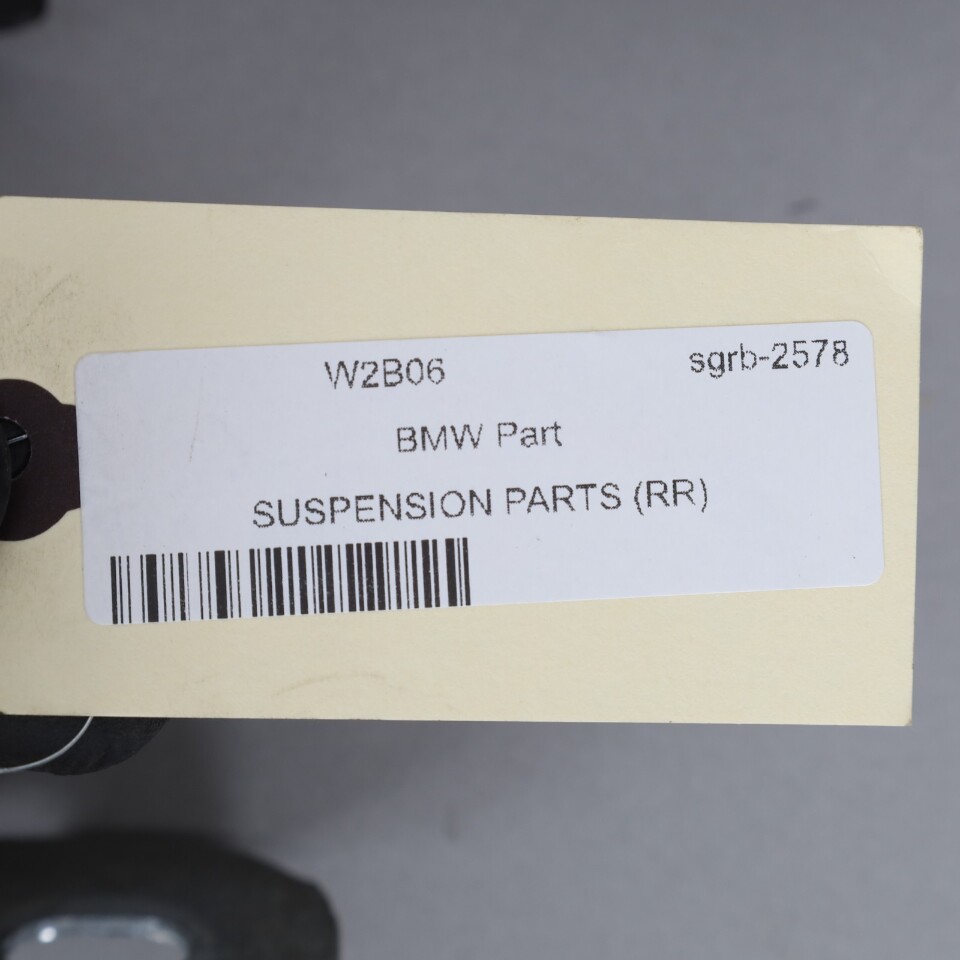 W2B06 sgrb-2578
BMW Part
SUSPENSION PARTS (RR)